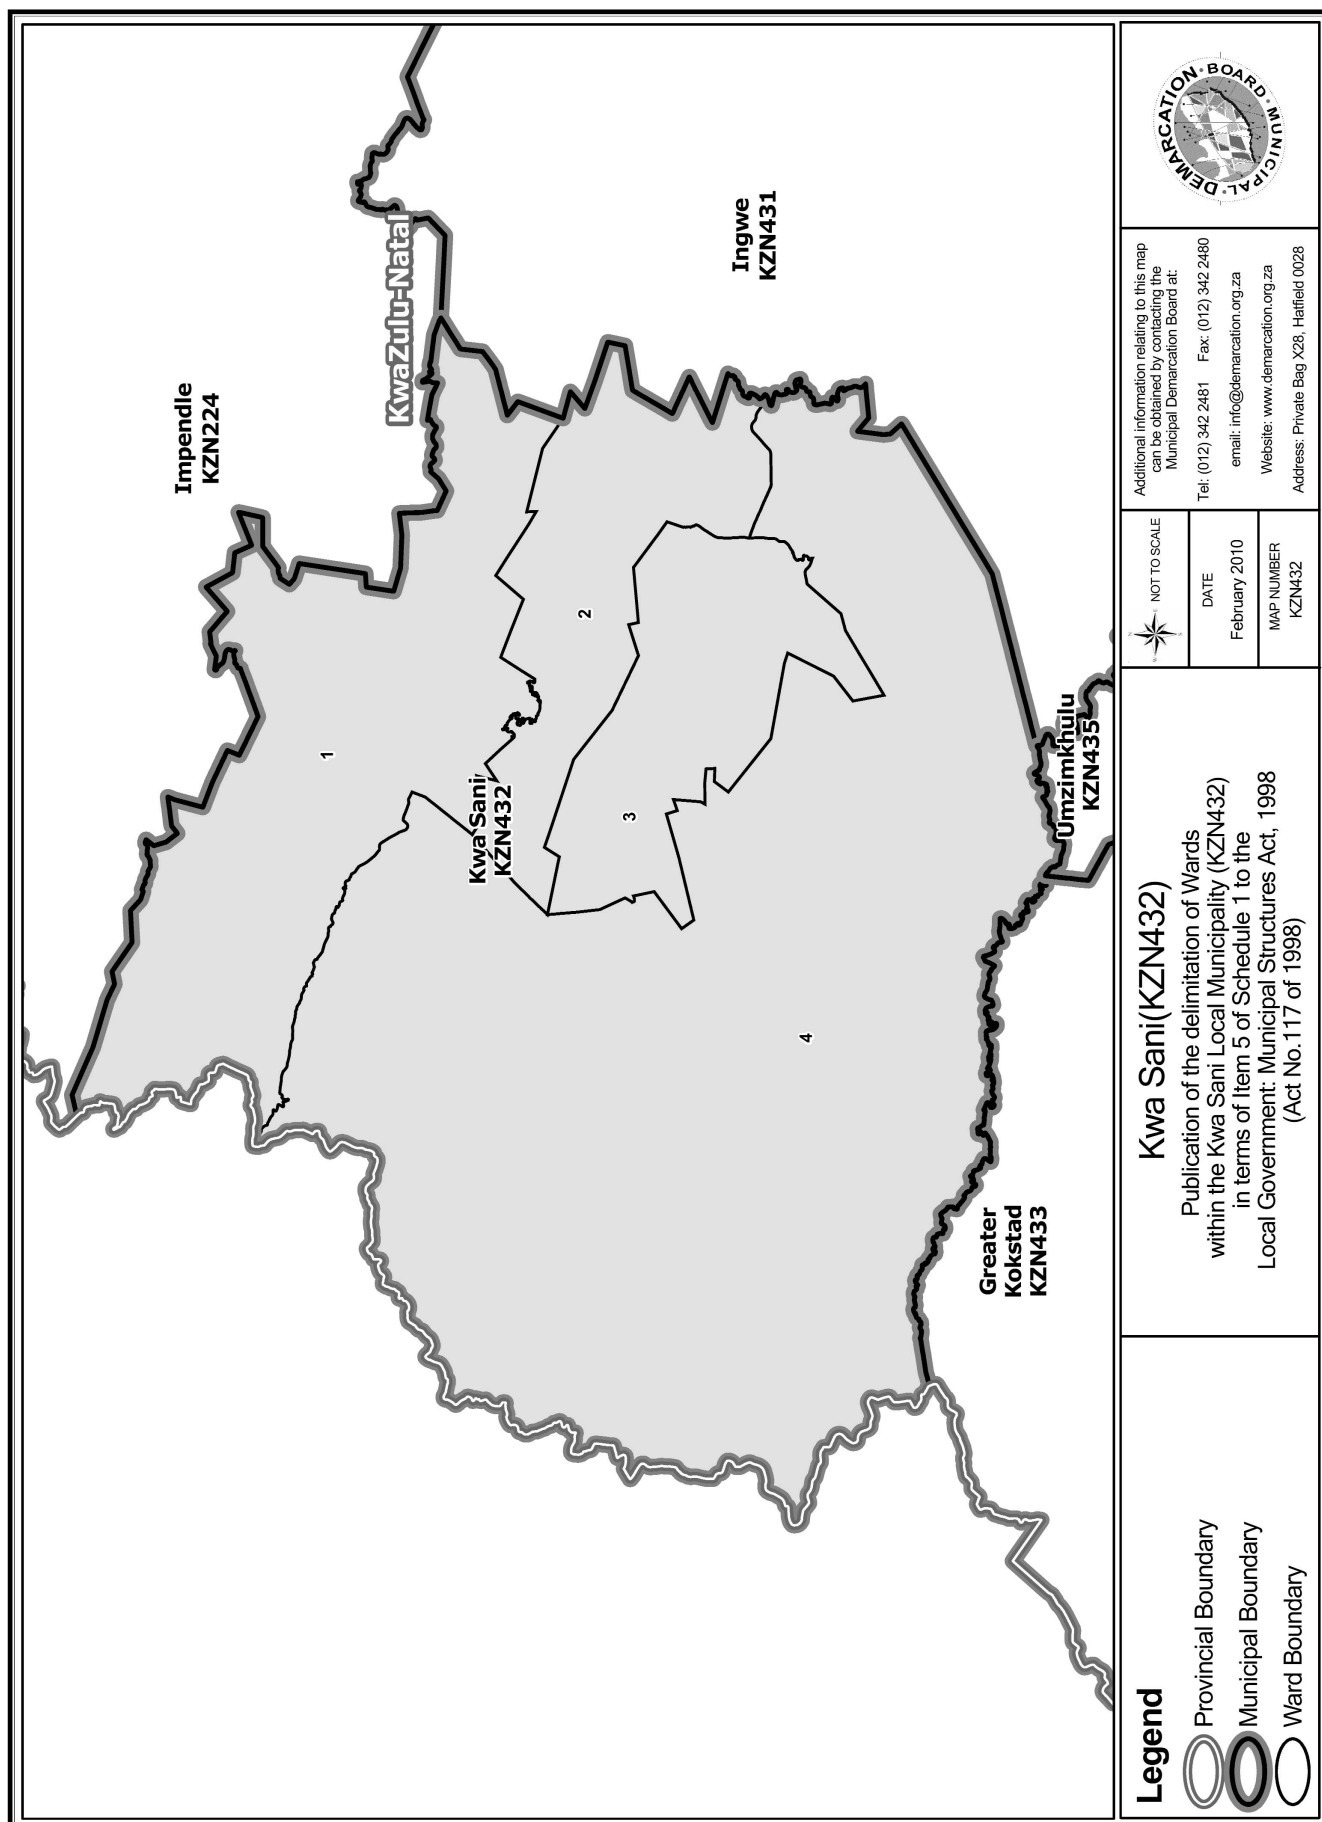 Impendle
KZN224
KwaZulu-Natal
Ingwe
KZN431
1
2
Kwa Sani
KZN432
3
4
Umzimkhulu
KZN435
Greater
Kokstad
KZN433
Legend
Provincial Boundary
Municipal Boundary
Ward Boundary
Kwa Sani(KZN432)
Publication of the delimitation of Wards
within the Kwa Sani Local Municipality (KZN432)
in terms of Item 5 of Schedule 1 to the
Local Government: Municipal Structures Act, 1998
(Act No.117 of 1998)
N
W
E
S
NOT TO SCALE
DATE
February 2010
MAP NUMBER
KZN432
Additional information relating to this map
can be obtained by contacting the
Municipal Demarcation Board at:
Tel: (012) 342 2481 Fax: (012) 342 2480
email: info@demarcation.org.za
Website: www.demarcation.org.za
Address: Private Bag X28, Hatfield 0028
MUNICIPAL · DEMARCATION · BOARD ·